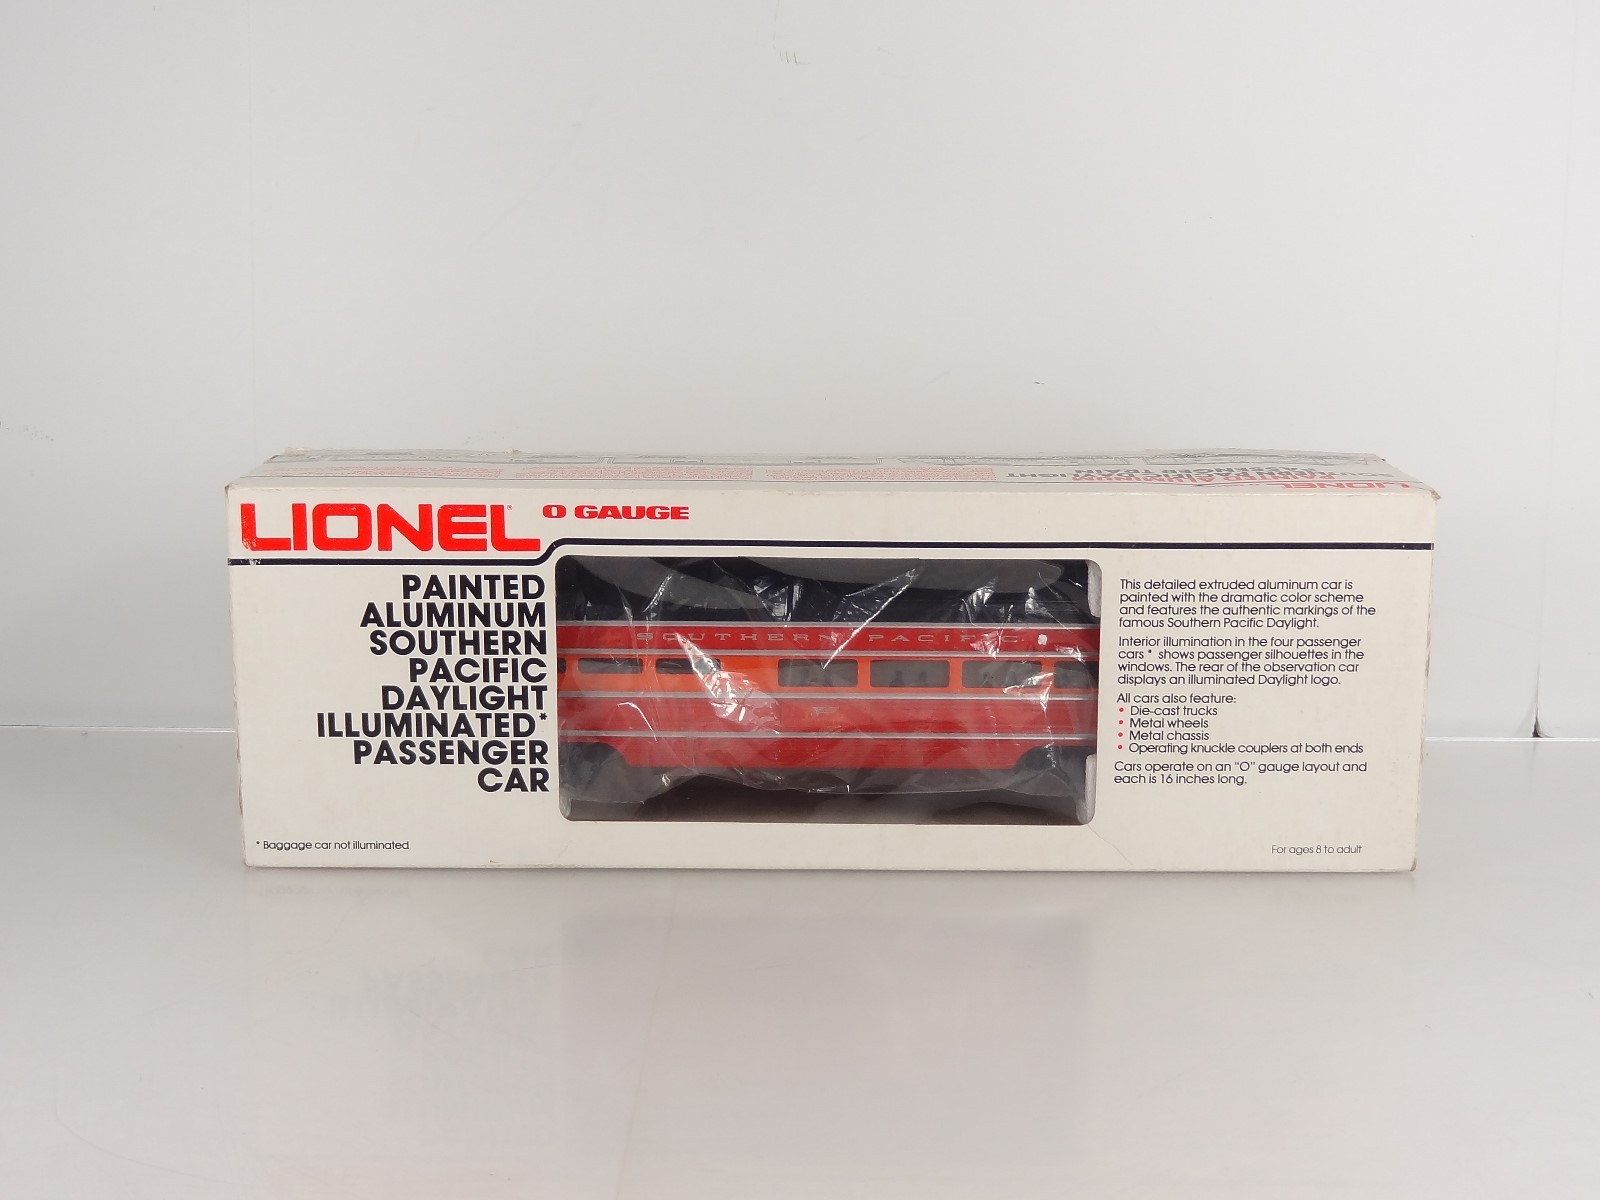 LIONEL
O GAUGE
PAINTED
ALUMINUM
SOUTHERN
PACIFIC
DAYLIGHT
ILLUMINATED*
PASSENGER
CAR
* Baggage car not illuminated
SOUTHERN PACIFIC
This detailed extruded aluminum car is
painted with the dramatic color scheme
and features the authentic markings of the
famous Southern Pacific Daylight.
Interior illumination in the four passenger
cars * shows passenger silhouettes in the
windows. The rear of the observation car
displays an illuminated Daylight logo.
All cars also feature:
• Die-cast trucks
• Metal wheels
• Metal chassis
• Operating knuckle couplers at both ends
Cars operate on an "O" gauge layout and
each is 16 inches long.
For ages 8 to adult